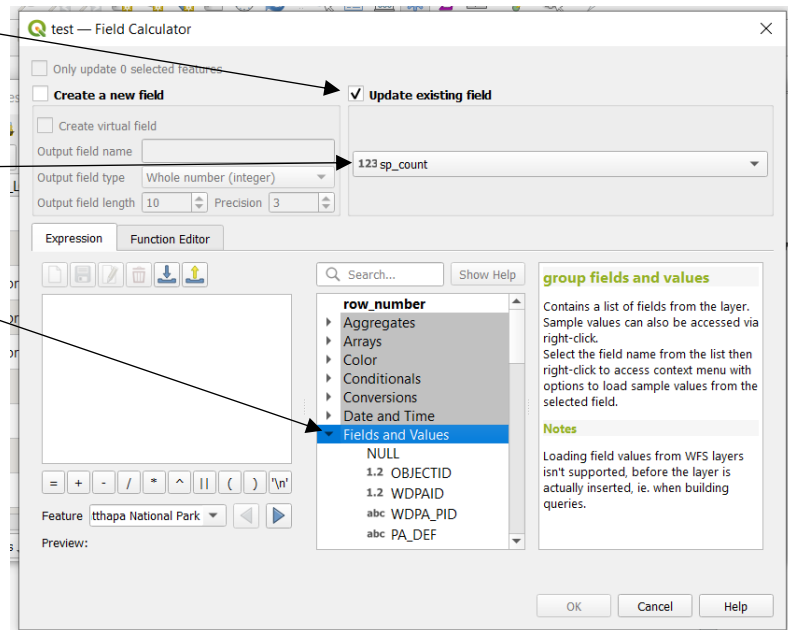 test — Field Calculator
Only update 0 selected features
Create a new field
Update existing field
Create virtual field
Output field name
123 sp_count
Output field type Whole number (integer)
Output field length 10 Precision 3
Expression Function Editor
Search... Show Help
row_number
Aggregates
Arrays
Color
Conditionals
Conversions
Date and Time
Fields and Values
NULL
1.2 OBJECTID
1.2 WDPAID
abc WDPA_PID
abc PA_DEF
group fields and values
Contains a list of fields from the layer.
Sample values can also be accessed via
right-click.
Select the field name from the list then
right-click to access context menu with
options to load sample values from the
selected field.
Notes
Loading field values from WFS layers
isn't supported, before the layer is
actually inserted, ie. when building
queries.
= + - / * ^ || ( ) '\n'
Feature tthapa National Park
Preview:
OK Cancel Help